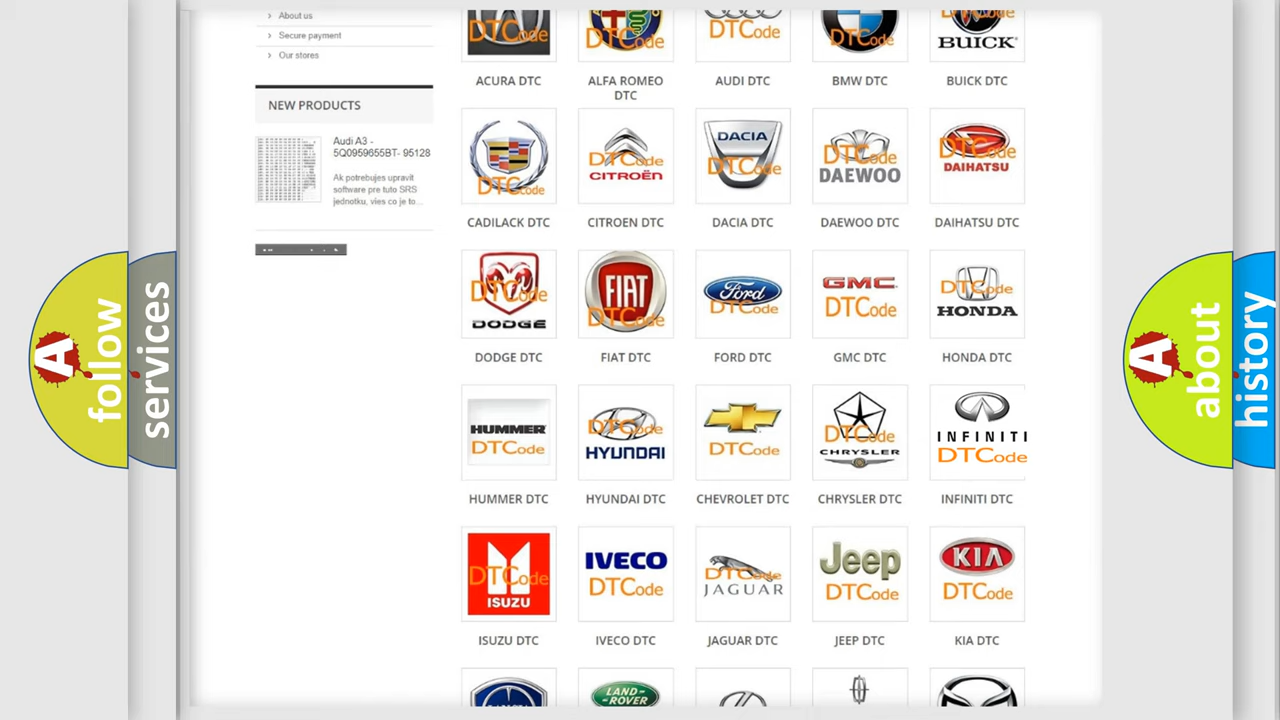 About us
Secure payment
Our stores
NEW PRODUCTS
Audi A3 -
5Q0959655BT- 95128
Ak potrebujes upravit
software pre tuto SRS
jednotku, vies co je to...
DTCode DTCode DTCode DTCode BUICK
ACURA DTC ALFA ROMEO DTC AUDI DTC BMW DTC BUICK DTC
DTCode
DTCode CITROËN
DACIA DTCode
DTCode DAEWOO
DTCode DAIHATSU
CADILACK DTC CITROEN DTC DACIA DTC DAEWOO DTC DAIHATSU DTC
DTCode DODGE
FIAT DTCode
Ford DTCode
GMC DTCode
DTCode HONDA
DODGE DTC FIAT DTC FORD DTC GMC DTC HONDA DTC
HUMMER DTCode
DTCode HYUNDAI
DTCode
DTCode CHRYSLER
INFINITI DTCode
HUMMER DTC HYUNDAI DTC CHEVROLET DTC CHRYSLER DTC INFINITI DTC
DTCode ISUZU
IVECO DTCode
DTCode JAGUAR
Jeep DTCode
KIA DTCode
ISUZU DTC IVECO DTC JAGUAR DTC JEEP DTC KIA DTC
LAND-
ROVER
A follow
services
A about
history